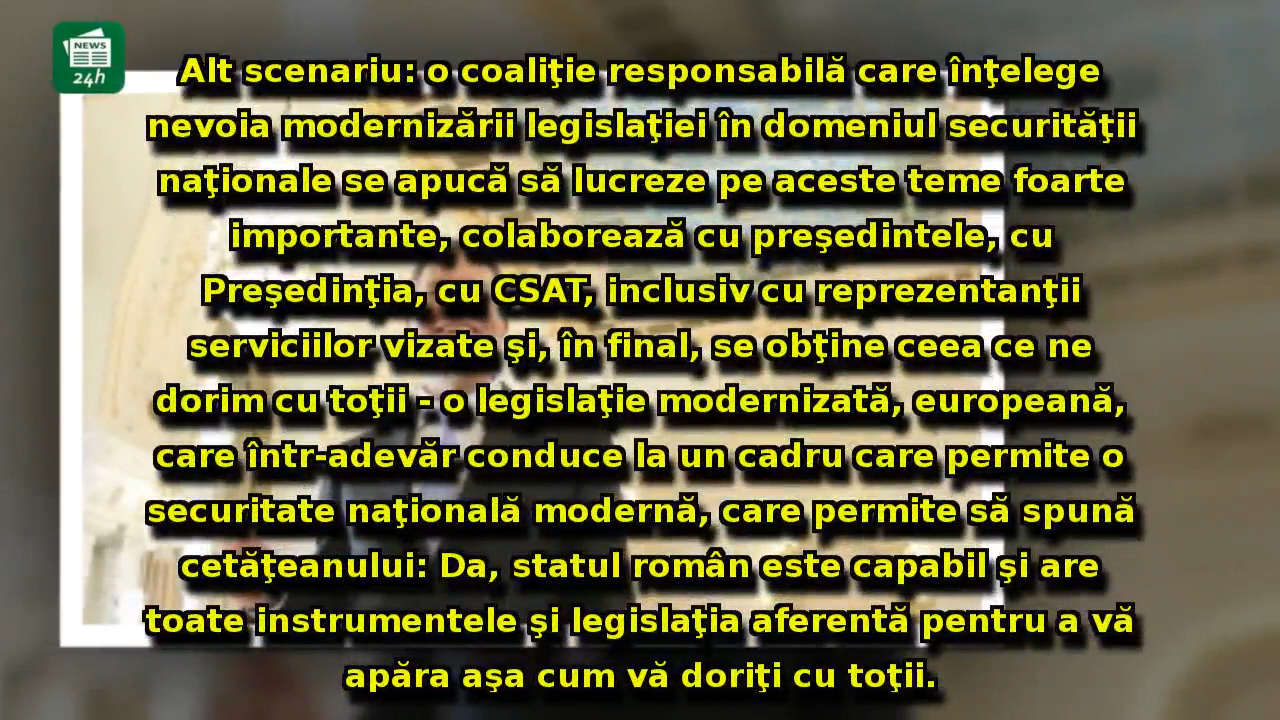 NEWS
24h
Alt scenariu: o coaliţie responsabilă care înţelege
nevoia modernizării legislaţiei în domeniul securităţii
naţionale se apucă să lucreze pe aceste teme foarte
importante, colaborează cu preşedintele, cu
Preşedinţia, cu CSAT, inclusiv cu reprezentanţii
serviciilor vizate şi, în final, se obţine ceea ce ne
dorim cu toţii - o legislaţie modernizată, europeană,
care într-adevăr conduce la un cadru care permite o
securitate naţională modernă, care permite să spună
cetăţeanului: Da, statul român este capabil şi are
toate instrumentele şi legislaţia aferentă pentru a vă
apăra aşa cum vă doriţi cu toţii.